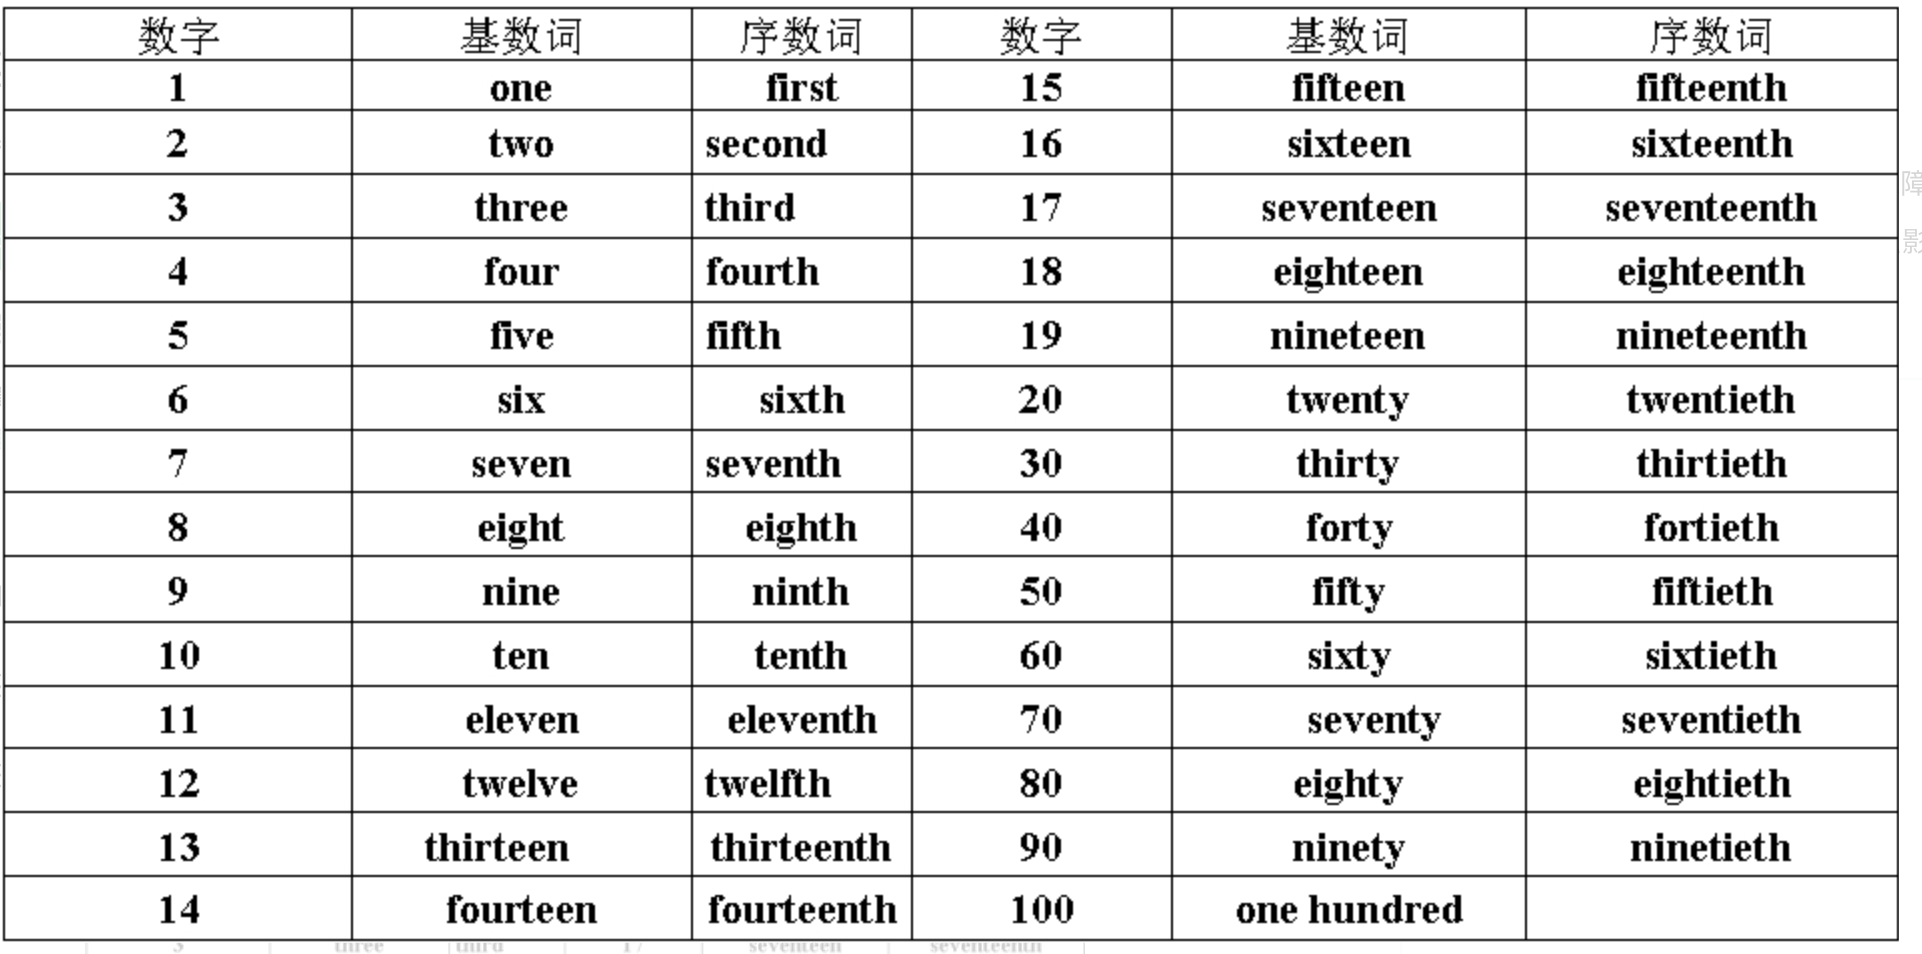 数字 基数词 序数词 数字 基数词 序数词
1 one first 15 fifteen fifteenth
2 two second 16 sixteen sixteenth
3 three third 17 seventeen seventeenth
4 four fourth 18 eighteen eighteenth
5 five fifth 19 nineteen nineteenth
6 six sixth 20 twenty twentieth
7 seven seventh 30 thirty thirtieth
8 eight eighth 40 forty fortieth
9 nine ninth 50 fifty fiftieth
10 ten tenth 60 sixty sixtieth
11 eleven eleventh 70 seventy seventieth
12 twelve twelfth 80 eighty eightieth
13 thirteen thirteenth 90 ninety ninetieth
14 fourteen fourteenth 100 one hundred
3 three third 17 seventeen seventeenth
障
影